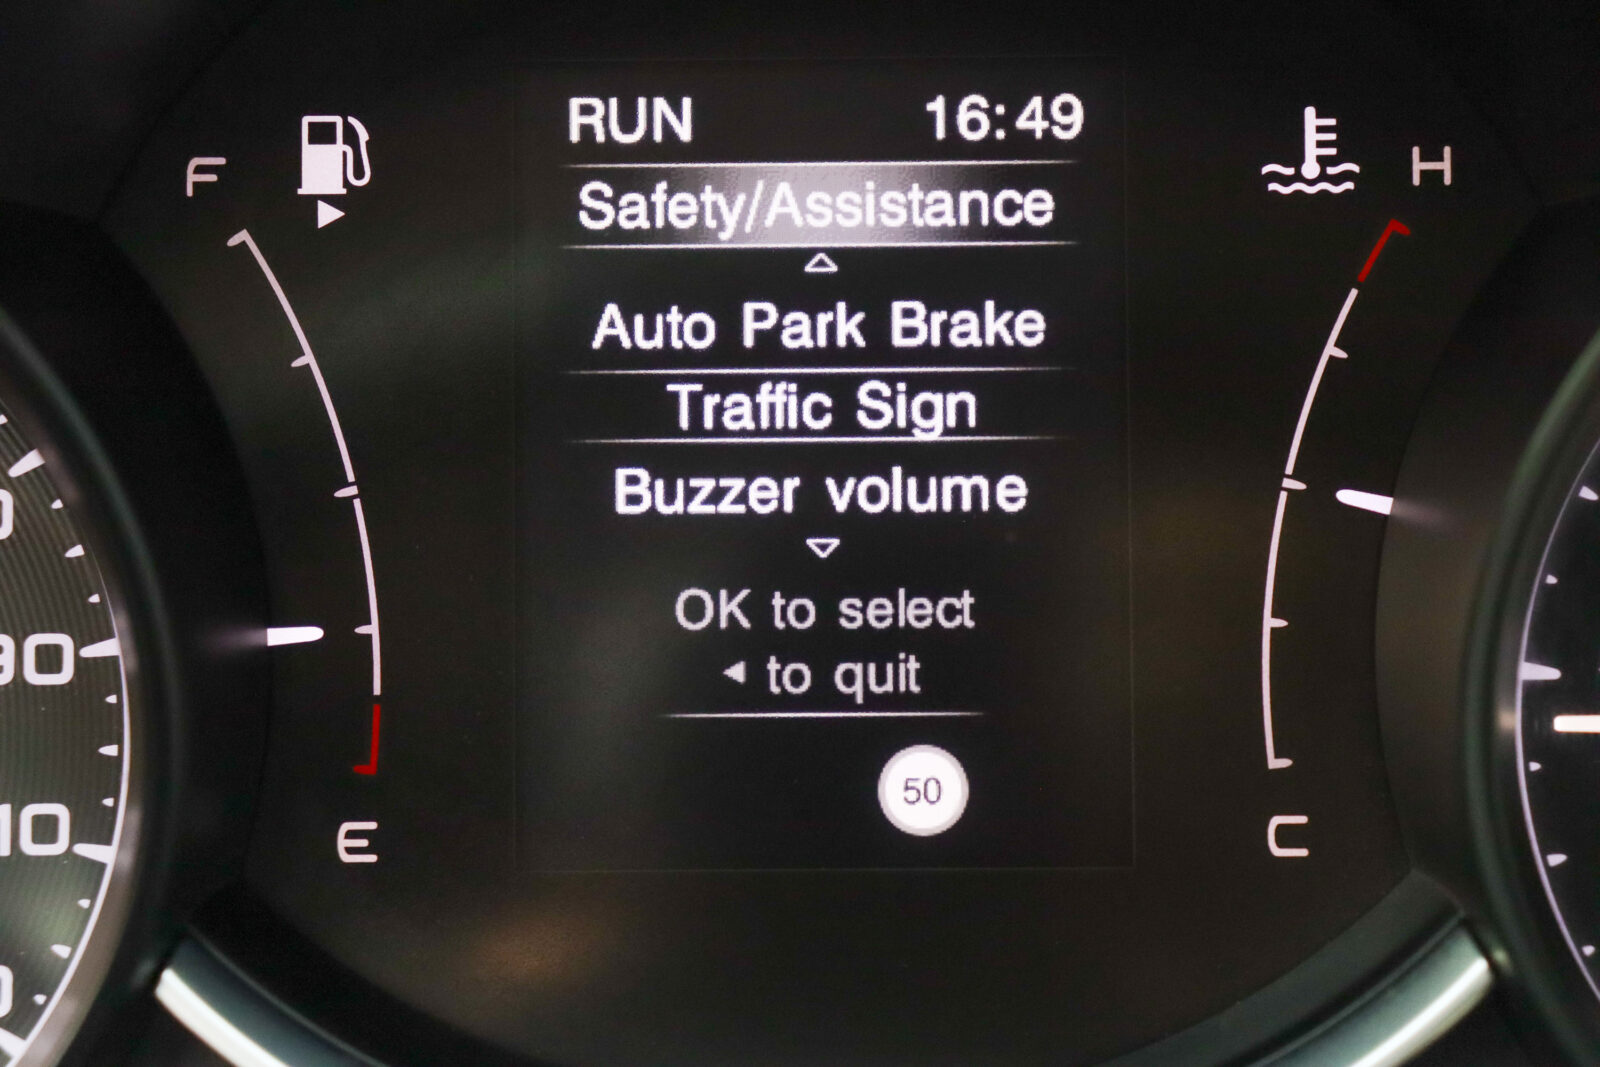 RUN 16:49
F
H
Safety/Assistance
Auto Park Brake
Traffic Sign
Buzzer volume
OK to select
to quit
50
E
C